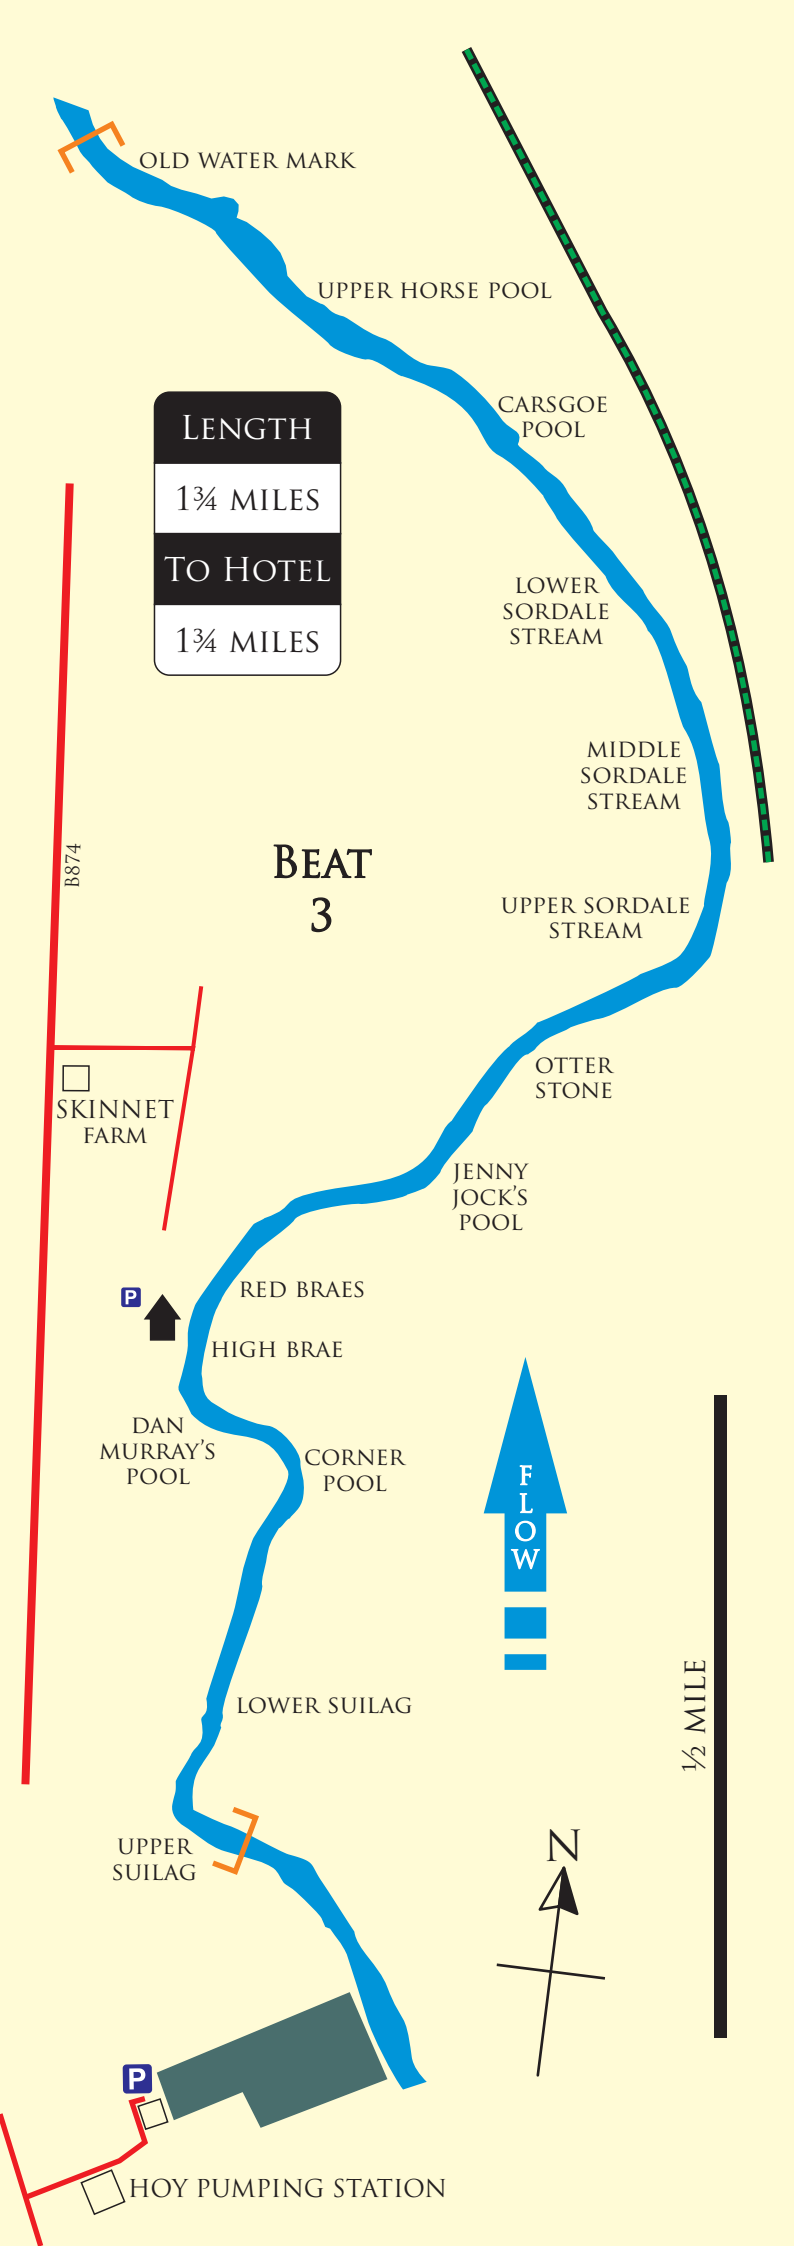 OLD WATER MARK
UPPER HORSE POOL
CARSGOE
POOL
LENGTH
1¾ MILES
TO HOTEL
1¾ MILES
LOWER
SORDALE
STREAM
MIDDLE
SORDALE
STREAM
B874
BEAT
3
UPPER SORDALE
STREAM
OTTER
STONE
SKINNET
FARM
JENNY
JOCK'S
POOL
P
RED BRAES
HIGH BRAE
DAN
MURRAY'S
POOL
CORNER
POOL
FLOW
LOWER SUILAG
½ MILE
UPPER
SUILAG
N
P
HOY PUMPING STATION